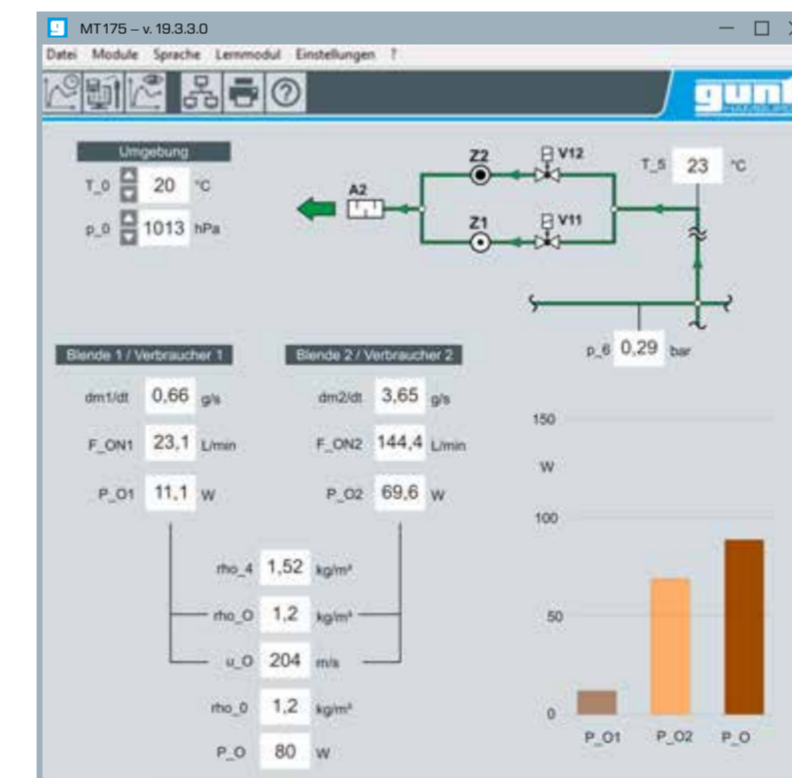 MT175 – v. 19.3.3.0
Datei Module Sprache Lernmodul Einstellungen ?
gunt
HAMBURG
Umgebung
T_0 20 °C
p_0 1013 hPa
A2 Z2 V12
Z1 V11
T_5 23 °C
p_6 0,29 bar
Blende 1 / Verbraucher 1
dm1/dt 0,66 g/s
F_ON1 23,1 L/min
P_O1 11,1 W
Blende 2 / Verbraucher 2
dm2/dt 3,65 g/s
F_ON2 144,4 L/min
P_O2 69,6 W
rho_4 1,52 kg/m³
rho_O 1,2 kg/m³
u_O 204 m/s
rho_0 1,2 kg/m³
P_O 80 W
150
W
100
50
0
P_O1 P_O2 P_O